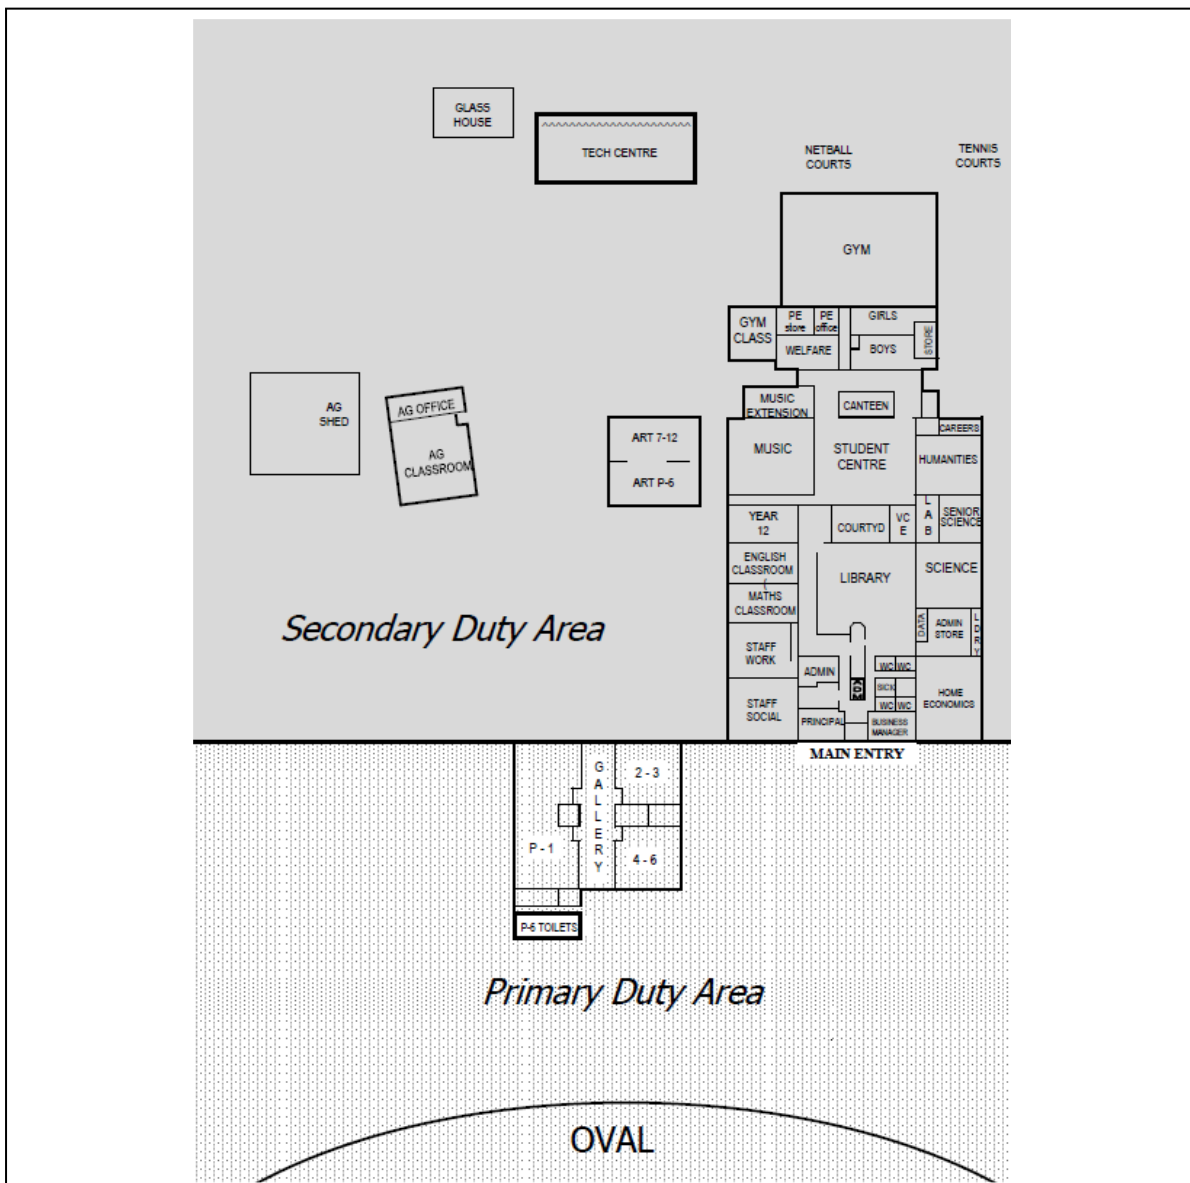 GLASS
HOUSE
TECH CENTRE
NETBALL
COURTS
TENNIS
COURTS
GYM
GYM
CLASS
PE
store
PE
office
GIRLS
STORE
WELFARE
BOYS
AG
SHED
AG OFFICE
AG
CLASSROOM
MUSIC
EXTENSION
CANTEEN
CAREERS
ART 7-12
ART P-6
MUSIC
STUDENT
CENTRE
HUMANITIES
YEAR
12
COURTYD
VC
E
L
A
B
SENIOR
SCIENCE
ENGLISH
CLASSROOM
(
LIBRARY
SCIENCE
MATHS
CLASSROOM
DATA
ADMIN
STORE
L
D
R
Y
Secondary Duty Area
STAFF
WORK
ADMIN
WC WC
SICK
WC WC
HOME
ECONOMICS
STAFF
SOCIAL
PRINCIPAL
BUSINESS
MANAGER
MAIN ENTRY
G
A
L
L
E
R
Y
2 - 3
P - 1
4 - 6
P-6 TOILETS
Primary Duty Area
OVAL